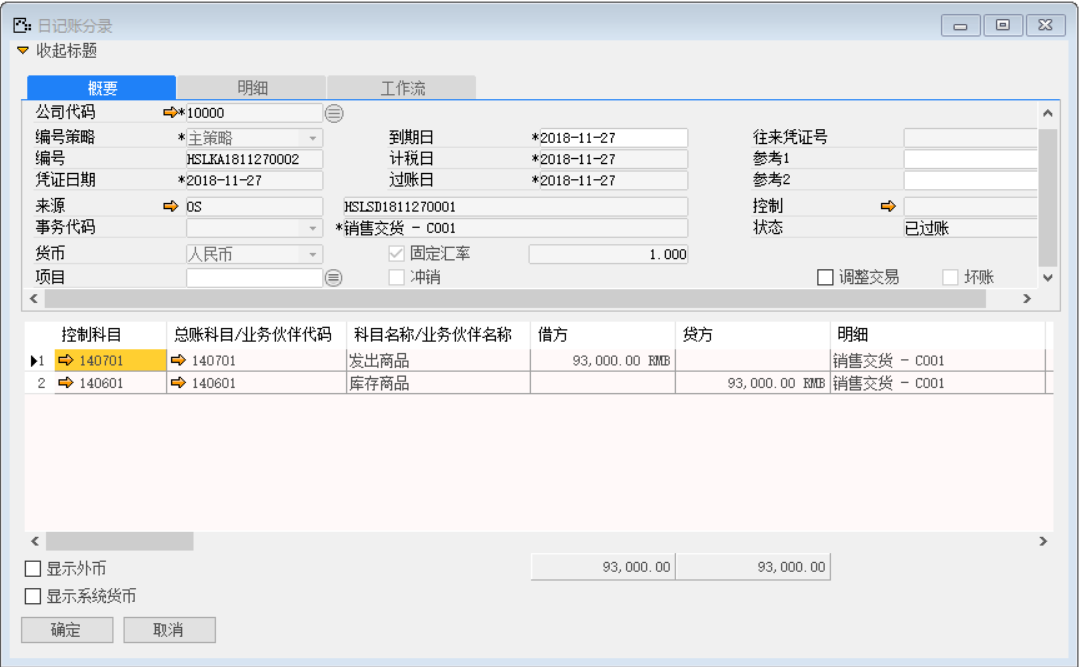 日记账分录
收起标题
概要 明细 工作流
公司代码 *10000
编号策略 *主策略 到期日 *2018-11-27 往来凭证号
编号 HSLKA1811270002 计税日 *2018-11-27 参考1
凭证日期 *2018-11-27 过账日 *2018-11-27 参考2
来源 OS HSLSD1811270001 控制
事务代码 *销售交货 - C001 状态 已过账
货币 人民币 固定汇率 1.000
项目 冲销 调整交易 坏账
控制科目 总账科目/业务伙伴代码 科目名称/业务伙伴名称 借方 贷方 明细
1 140701 140701 发出商品 93,000.00 RMB 销售交货 - C001
2 140601 140601 库存商品 93,000.00 RMB 销售交货 - C001
显示外币 93,000.00 93,000.00
显示系统货币
确定 取消